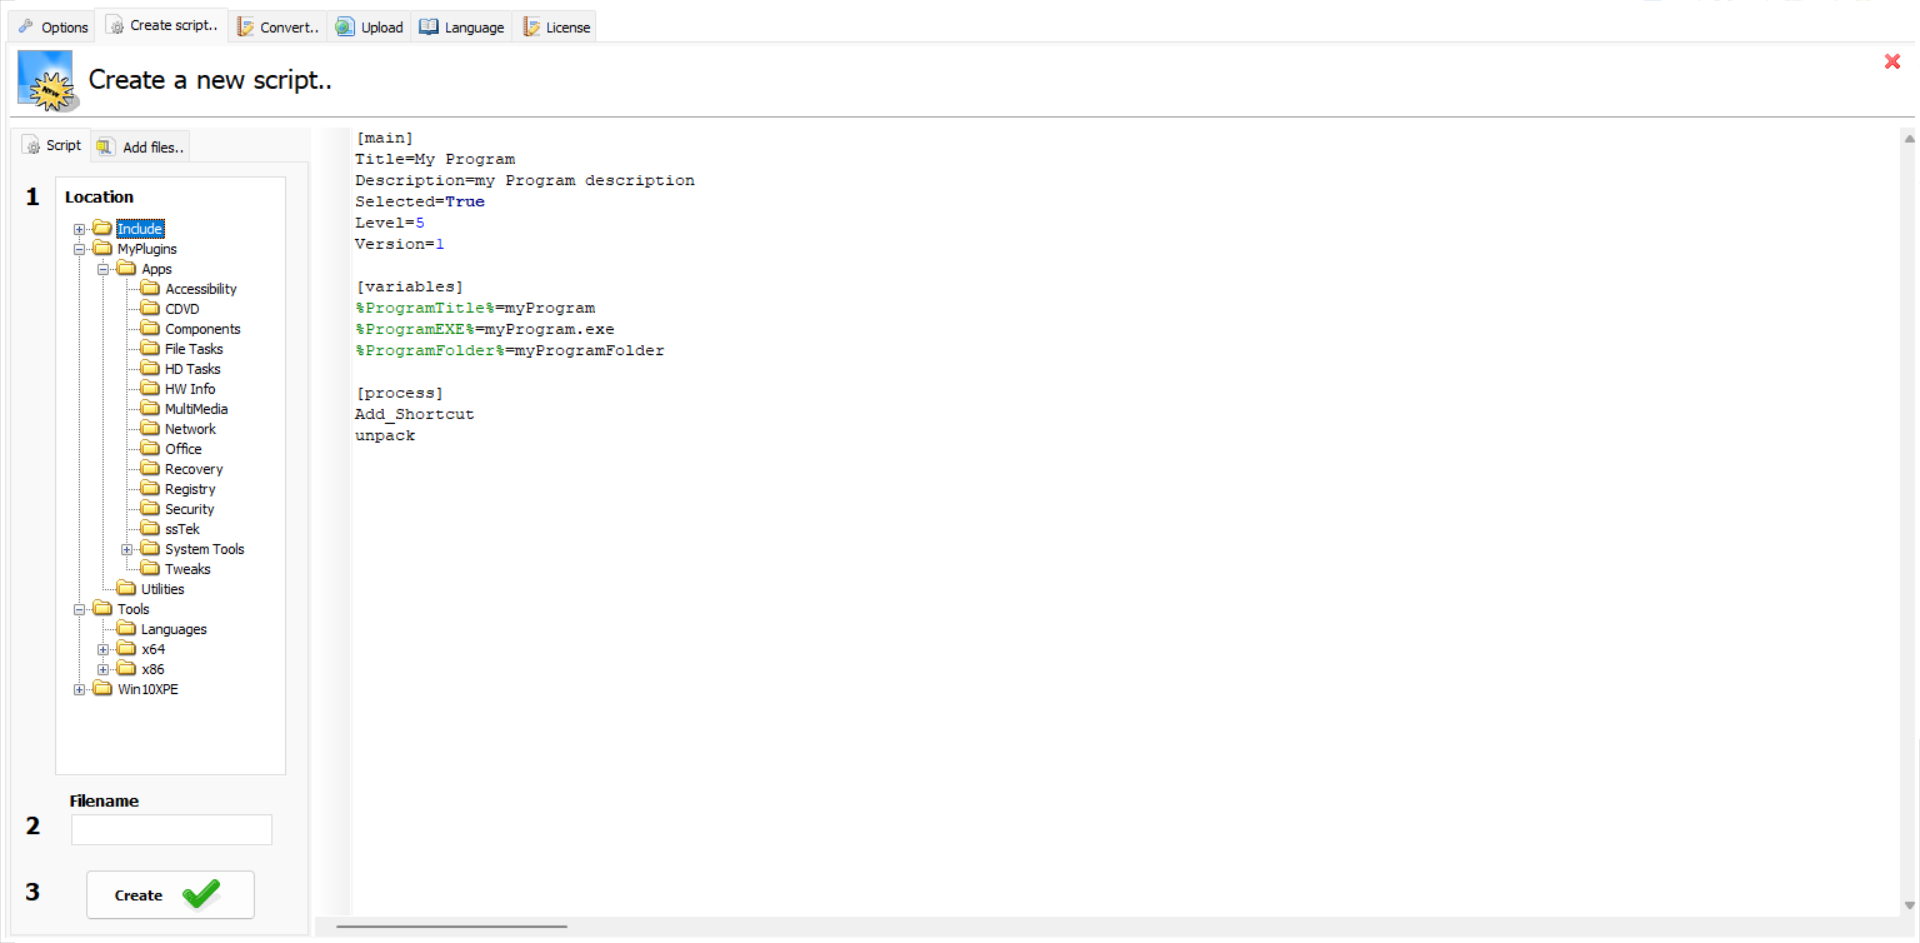 Options
Create script..
Convert..
Upload
Language
License
New
Create a new script..
Script
Add files..
1
Location
Include
MyPlugins
Apps
Accessibility
CDVD
Components
File Tasks
HD Tasks
HW Info
MultiMedia
Network
Office
Recovery
Registry
Security
ssTek
System Tools
Tweaks
Utilities
Tools
Languages
x64
x86
Win10XPE
Filename
2
3
Create
[main]
Title=My Program
Description=my Program description
Selected=True
Level=5
Version=1
[variables]
%ProgramTitle%=myProgram
%ProgramEXE%=myProgram.exe
%ProgramFolder%=myProgramFolder
[process]
Add_Shortcut
unpack